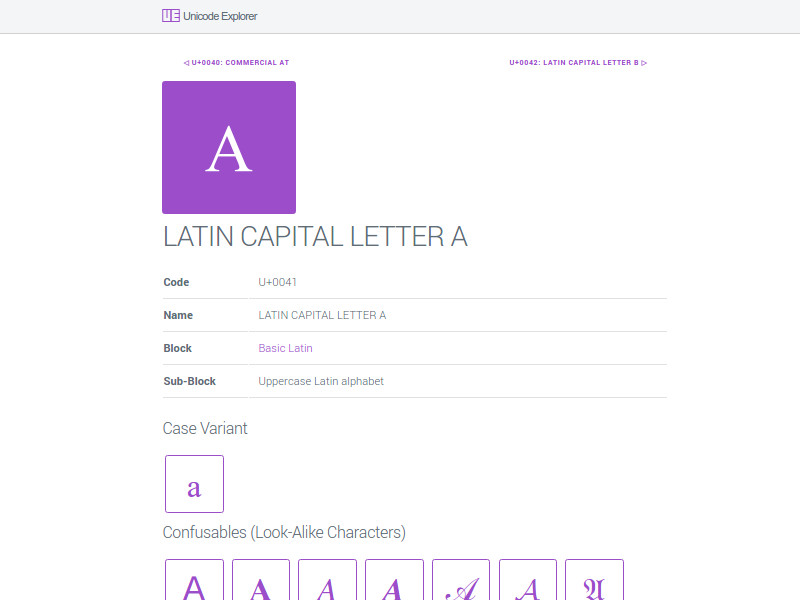 Unicode Explorer
◁ U+0040: COMMERCIAL AT U+0042: LATIN CAPITAL LETTER B ▷
A
LATIN CAPITAL LETTER A
Code U+0041
Name LATIN CAPITAL LETTER A
Block Basic Latin
Sub-Block Uppercase Latin alphabet
Case Variant
a
Confusables (Look-Alike Characters)
A 𝐀 𝐴 𝑨 𝒜 𝓐 𝔄